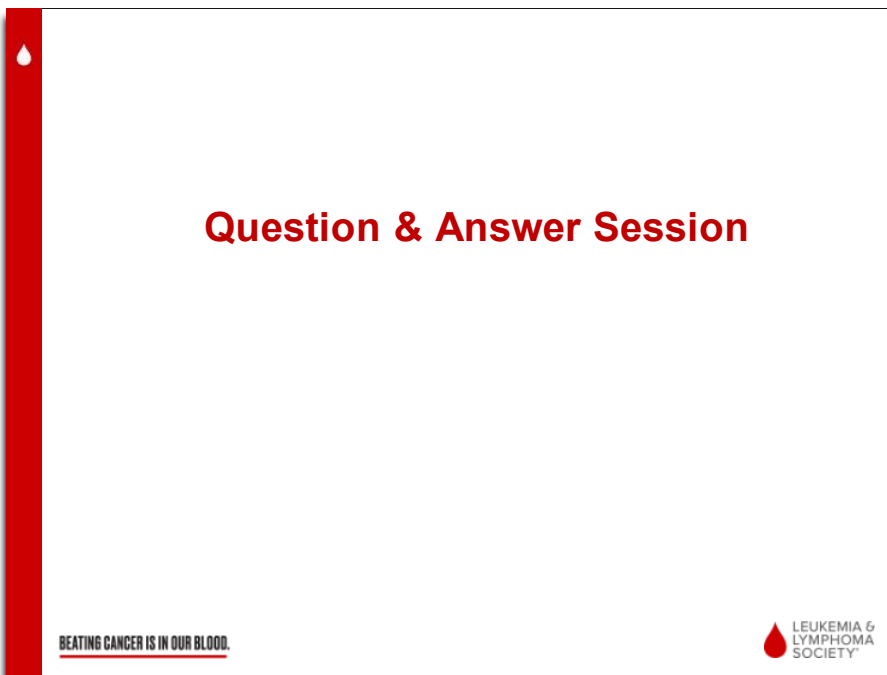 Question & Answer Session
BEATING CANCER IS IN OUR BLOOD.
LEUKEMIA &
LYMPHOMA
SOCIETY®